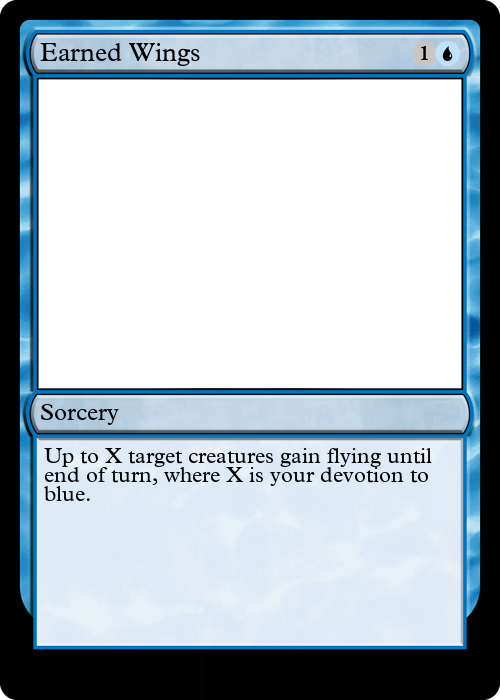 Earned Wings 1
Sorcery
Up to X target creatures gain flying until
end of turn, where X is your devotion to
blue.